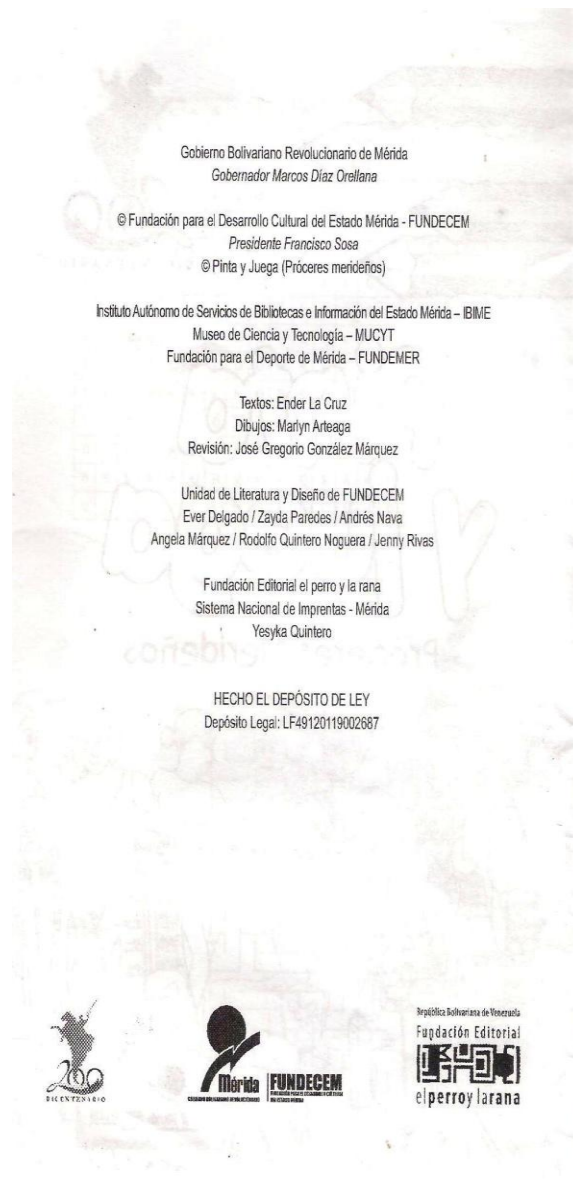 Gobierno Bolivariano Revolucionario de Mérida
Gobernador Marcos Díaz Orellana
© Fundación para el Desarrollo Cultural del Estado Mérida - FUNDECEM
Presidente Francisco Sosa
© Pinta y Juega (Próceres merideños)
Instituto Autónomo de Servicios de Bibliotecas e Información del Estado Mérida – IBIME
Museo de Ciencia y Tecnología – MUCYT
Fundación para el Deporte de Mérida – FUNDEMER
Textos: Ender La Cruz
Dibujos: Marlyn Arteaga
Revisión: José Gregorio González Márquez
Unidad de Literatura y Diseño de FUNDECEM
Ever Delgado / Zayda Paredes / Andrés Nava
Angela Márquez / Rodolfo Quintero Noguera / Jenny Rivas
Fundación Editorial el perro y la rana
Sistema Nacional de Imprentas - Mérida
Yesyka Quintero
HECHO EL DEPÓSITO DE LEY
Depósito Legal: LF49120119002687
200
BICENTENARIO
Mérida
GOBIERNO BOLIVARIANO REVOLUCIONARIO
FUNDECEM
República Bolivariana de Venezuela
Fundación Editorial
elperroylarana